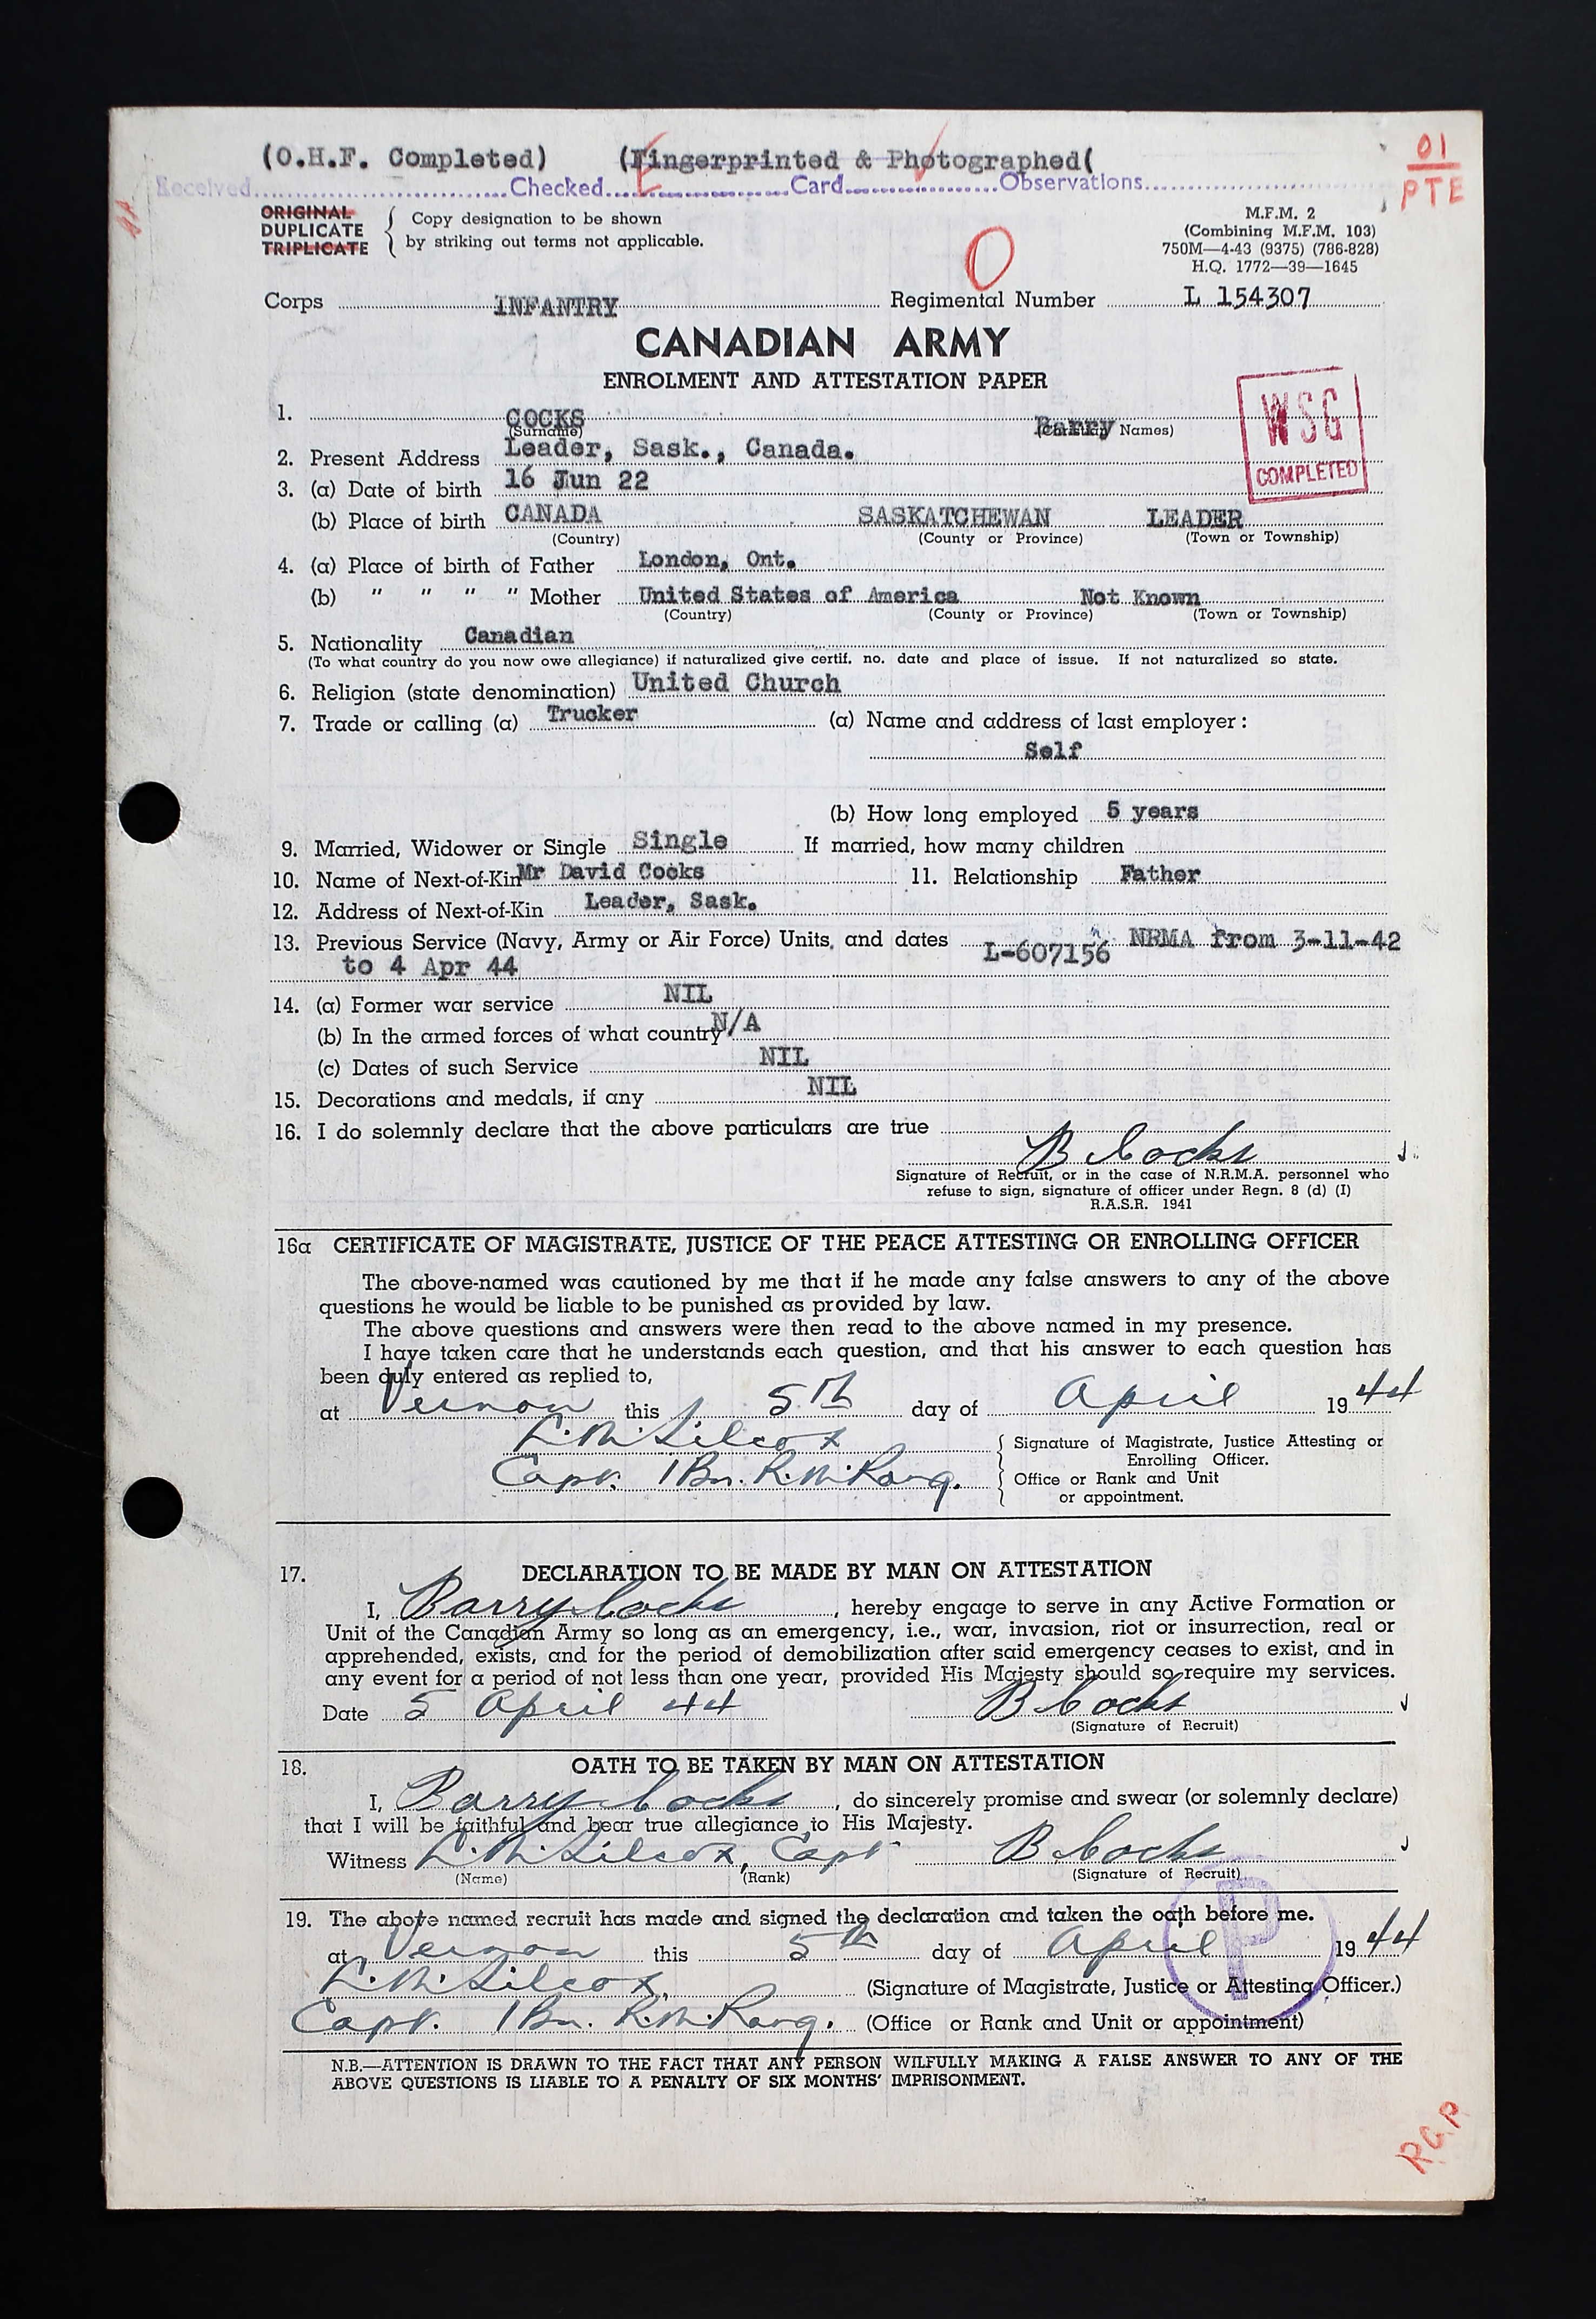 (O.H.F. Completed) (Fingerprinted & Photographed(
01
PTE
Received Checked E Card Observations
ORIGINAL
DUPLICATE
TRIPLICATE
Copy designation to be shown
by striking out terms not applicable.
M.F.M. 2
(Combining M.F.M. 103)
750M—4-43 (9375) (786-828)
H.Q. 1772—39—1645
O
Corps INFANTRY Regimental Number L 154307
CANADIAN ARMY
ENROLMENT AND ATTESTATION PAPER
WSG
COMPLETED
1. COCKS Barry
(Surname) (Christian Names)
2. Present Address Leader, Sask., Canada.
3. (a) Date of birth 16 Jun 22
(b) Place of birth CANADA SASKATCHEWAN LEADER
(Country) (County or Province) (Town or Township)
4. (a) Place of birth of Father London, Ont.
(b) " " " " Mother United States of America Not Known
(Country) (County or Province) (Town or Township)
5. Nationality Canadian
(To what country do you now owe allegiance) if naturalized give certif. no. date and place of issue. If not naturalized so state.
6. Religion (state denomination) United Church
7. Trade or calling (a) Trucker (a) Name and address of last employer:
Self
(b) How long employed 5 years
9. Married, Widower or Single Single If married, how many children
10. Name of Next-of-Kin Mr David Cocks 11. Relationship Father
12. Address of Next-of-Kin Leader, Sask.
13. Previous Service (Navy, Army or Air Force) Units, and dates L-607156 NRMA from 3-11-42
to 4 Apr 44
14. (a) Former war service NIL
(b) In the armed forces of what country N/A
(c) Dates of such Service NIL
15. Decorations and medals, if any NIL
16. I do solemnly declare that the above particulars are true
B Cocks
Signature of Recruit, or in the case of N.R.M.A. personnel who
refuse to sign, signature of officer under Regn. 8 (d) (I)
R.A.S.R. 1941
16a CERTIFICATE OF MAGISTRATE, JUSTICE OF THE PEACE ATTESTING OR ENROLLING OFFICER
The above-named was cautioned by me that if he made any false answers to any of the above
questions he would be liable to be punished as provided by law.
The above questions and answers were then read to the above named in my presence.
I have taken care that he understands each question, and that his answer to each question has
been duly entered as replied to,
at Vernon this 5th day of April 1944
L.M. Silcox
Signature of Magistrate, Justice Attesting or
Enrolling Officer.
Capt. 1 Bn. R.M. Rang.
Office or Rank and Unit
or appointment.
17. DECLARATION TO BE MADE BY MAN ON ATTESTATION
I, Barry Cocks, hereby engage to serve in any Active Formation or
Unit of the Canadian Army so long as an emergency, i.e., war, invasion, riot or insurrection, real or
apprehended, exists, and for the period of demobilization after said emergency ceases to exist, and in
any event for a period of not less than one year, provided His Majesty should so require my services.
Date 5 April 44 B Cocks
(Signature of Recruit)
18. OATH TO BE TAKEN BY MAN ON ATTESTATION
I, Barry Cocks, do sincerely promise and swear (or solemnly declare)
that I will be faithful and bear true allegiance to His Majesty.
Witness L.M. Silcox, Capt B Cocks
(Name) (Rank) (Signature of Recruit)
19. The above named recruit has made and signed the declaration and taken the oath before me.
at Vernon this 5th day of April 1944
P
L.M. Silcox. (Signature of Magistrate, Justice or Attesting Officer.)
Capt. 1 Bn. R.M. Rang. (Office or Rank and Unit or appointment)
N.B.—ATTENTION IS DRAWN TO THE FACT THAT ANY PERSON WILFULLY MAKING A FALSE ANSWER TO ANY OF THE
ABOVE QUESTIONS IS LIABLE TO A PENALTY OF SIX MONTHS' IMPRISONMENT.